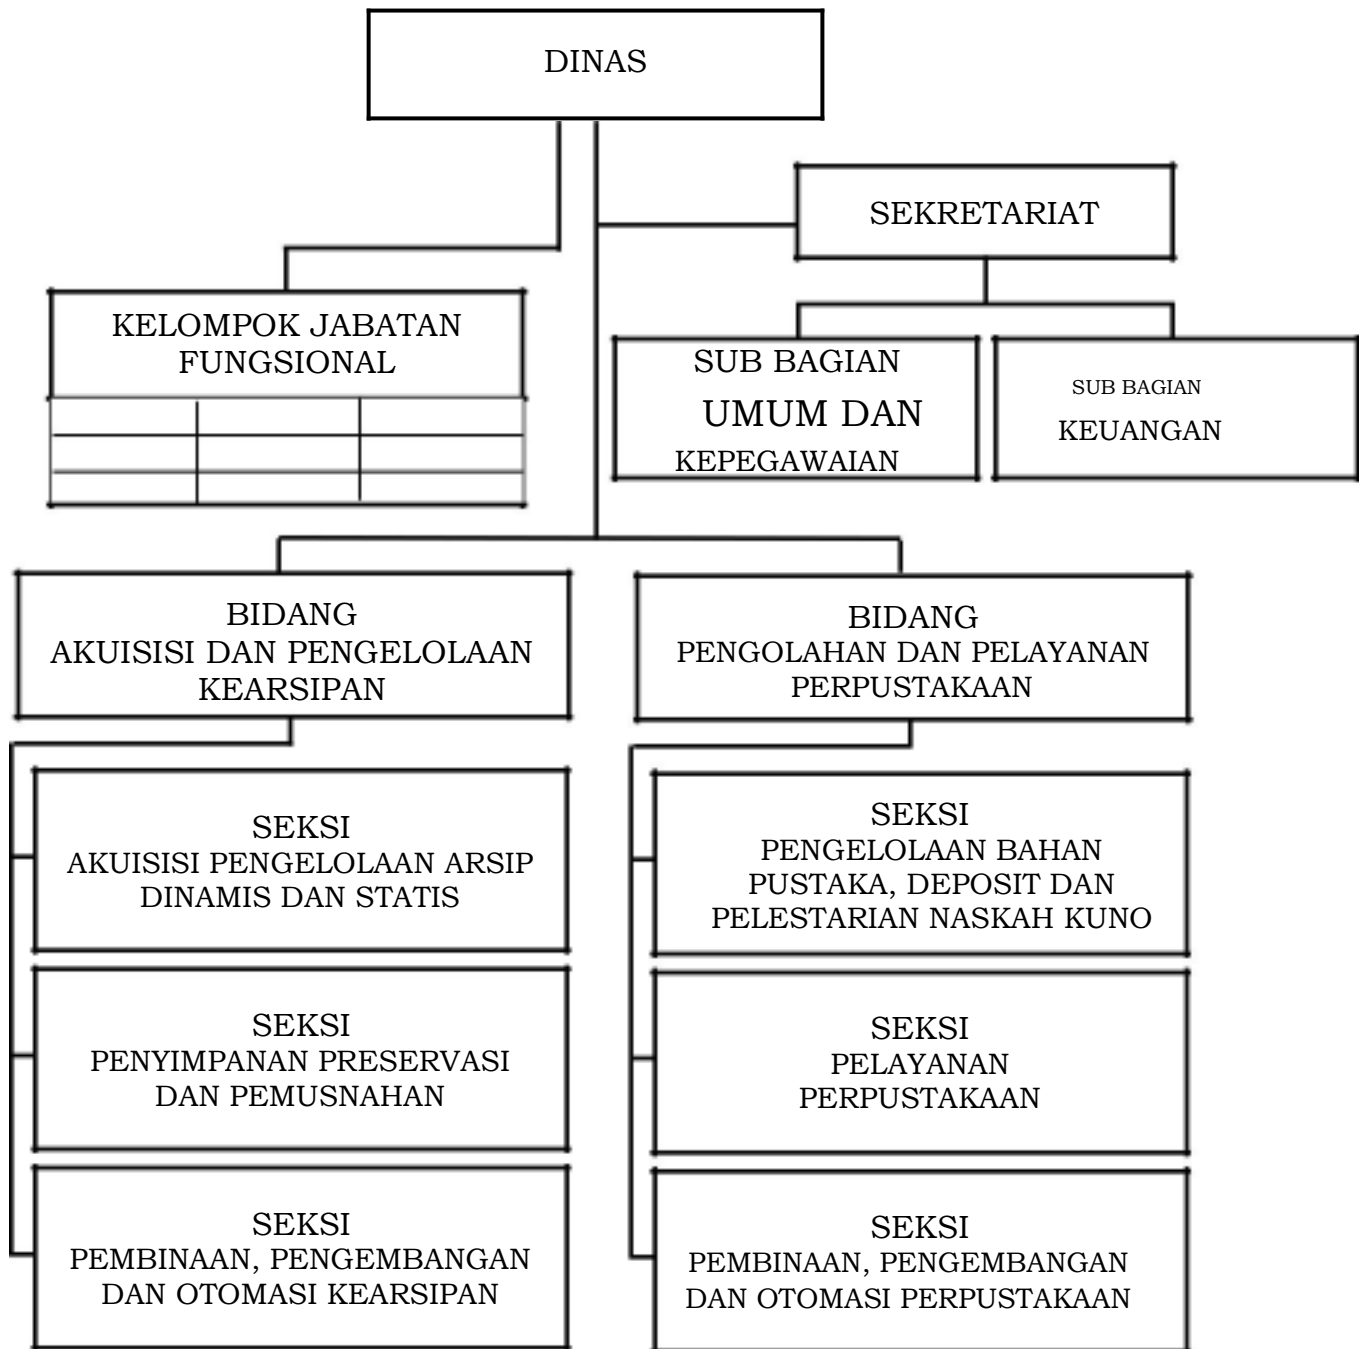 DINAS
SEKRETARIAT
KELOMPOK JABATAN
FUNGSIONAL
SUB BAGIAN
UMUM DAN
KEPEGAWAIAN
SUB BAGIAN
KEUANGAN
BIDANG
AKUISISI DAN PENGELOLAAN
KEARSIPAN
BIDANG
PENGOLAHAN DAN PELAYANAN
PERPUSTAKAAN
SEKSI
AKUISISI PENGELOLAAN ARSIP
DINAMIS DAN STATIS
SEKSI
PENYIMPANAN PRESERVASI
DAN PEMUSNAHAN
SEKSI
PEMBINAAN, PENGEMBANGAN
DAN OTOMASI KEARSIPAN
SEKSI
PENGELOLAAN BAHAN
PUSTAKA, DEPOSIT DAN
PELESTARIAN NASKAH KUNO
SEKSI
PELAYANAN
PERPUSTAKAAN
SEKSI
PEMBINAAN, PENGEMBANGAN
DAN OTOMASI PERPUSTAKAAN